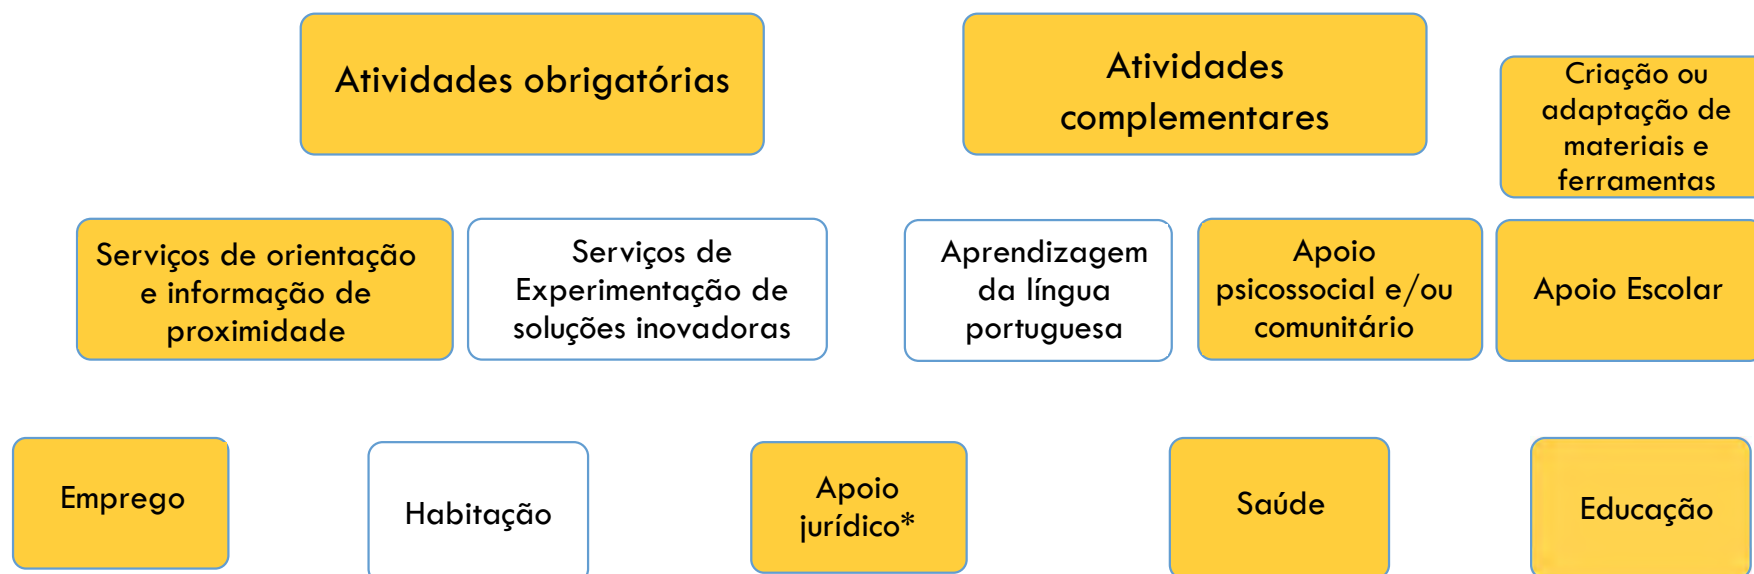 Atividades obrigatórias
Atividades
complementares
Criação ou
adaptação de
materiais e
ferramentas
Serviços de orientação
e informação de
proximidade
Serviços de
Experimentação de
soluções inovadoras
Aprendizagem
da língua
portuguesa
Apoio
psicossocial e/ou
comunitário
Apoio Escolar
Emprego
Habitação
Apoio
jurídico*
Saúde
Educação